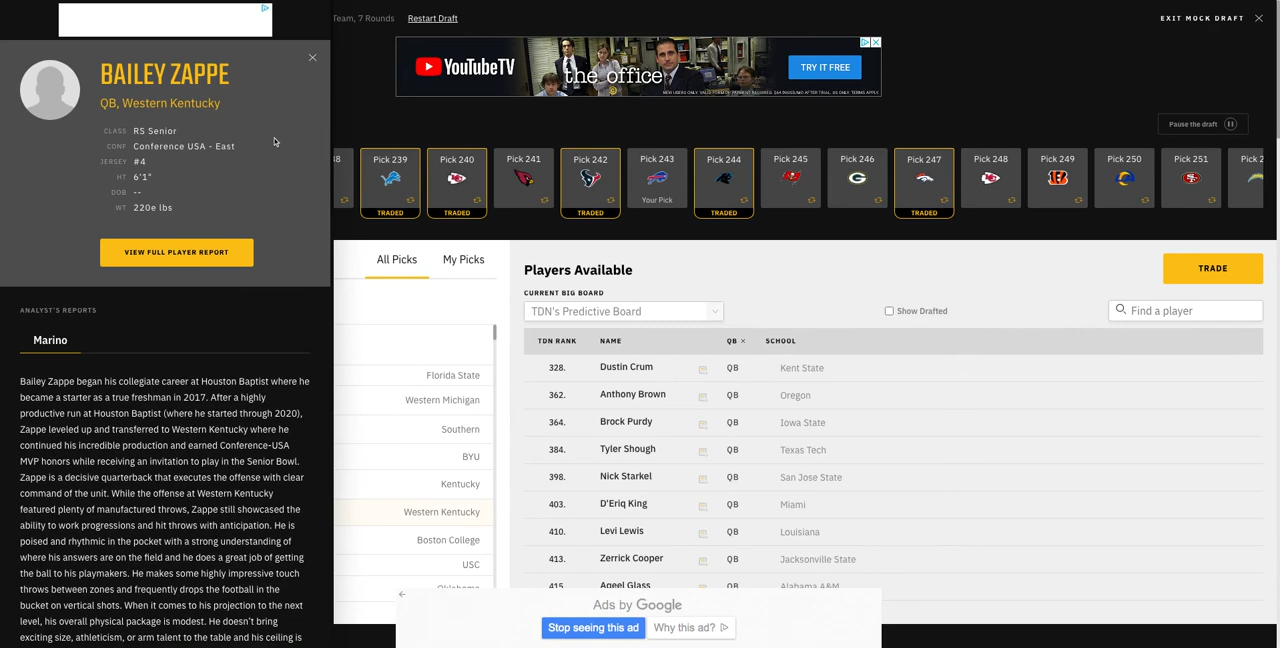 Team, 7 Rounds Restart Draft
EXIT MOCK DRAFT
BAILEY ZAPPE
QB, Western Kentucky
CLASS RS Senior
CONF Conference USA - East
JERSEY #4
HT 6'1"
DOB --
WT 220e lbs
VIEW FULL PLAYER REPORT
ANALYST'S REPORTS
Marino
Bailey Zappe began his collegiate career at Houston Baptist where he
became a starter as a true freshman in 2017. After a highly
productive run at Houston Baptist (where he started through 2020),
Zappe leveled up and transferred to Western Kentucky where he
continued his incredible production and earned Conference-USA
MVP honors while receiving an invitation to play in the Senior Bowl.
Zappe is a decisive quarterback that executes the offense with clear
command of the unit. While the offense at Western Kentucky
featured plenty of manufactured throws, Zappe still showcased the
ability to work progressions and hit throws with anticipation. He is
poised and rhythmic in the pocket with a strong understanding of
where his answers are on the field and he does a great job of getting
the ball to his playmakers. He makes some highly impressive touch
throws between zones and frequently drops the football in the
bucket on vertical shots. When it comes to his projection to the next
level, his overall physical package is modest. He doesn't bring
exciting size, athleticism, or arm talent to the table and his ceiling is
YouTubeTV
the office
TRY IT FREE
Pause the draft
38 Pick 239 Pick 240 Pick 241 Pick 242 Pick 243 Pick 244 Pick 245 Pick 246 Pick 247 Pick 248 Pick 249 Pick 250 Pick 251 Pick 2
Your Pick
TRADED TRADED TRADED TRADED TRADED
All Picks My Picks
Florida State
Western Michigan
Southern
BYU
Kentucky
Western Kentucky
Boston College
USC
Oklahoma
Players Available
TRADE
CURRENT BIG BOARD
TDN's Predictive Board
Show Drafted
Find a player
TDN RANK NAME QB × SCHOOL
328. Dustin Crum QB Kent State
362. Anthony Brown QB Oregon
364. Brock Purdy QB Iowa State
384. Tyler Shough QB Texas Tech
398. Nick Starkel QB San Jose State
403. D'Eriq King QB Miami
410. Levi Lewis QB Louisiana
413. Zerrick Cooper QB Jacksonville State
415. Aqeel Glass QB Alabama A&M
Ads by Google
Stop seeing this ad Why this ad?